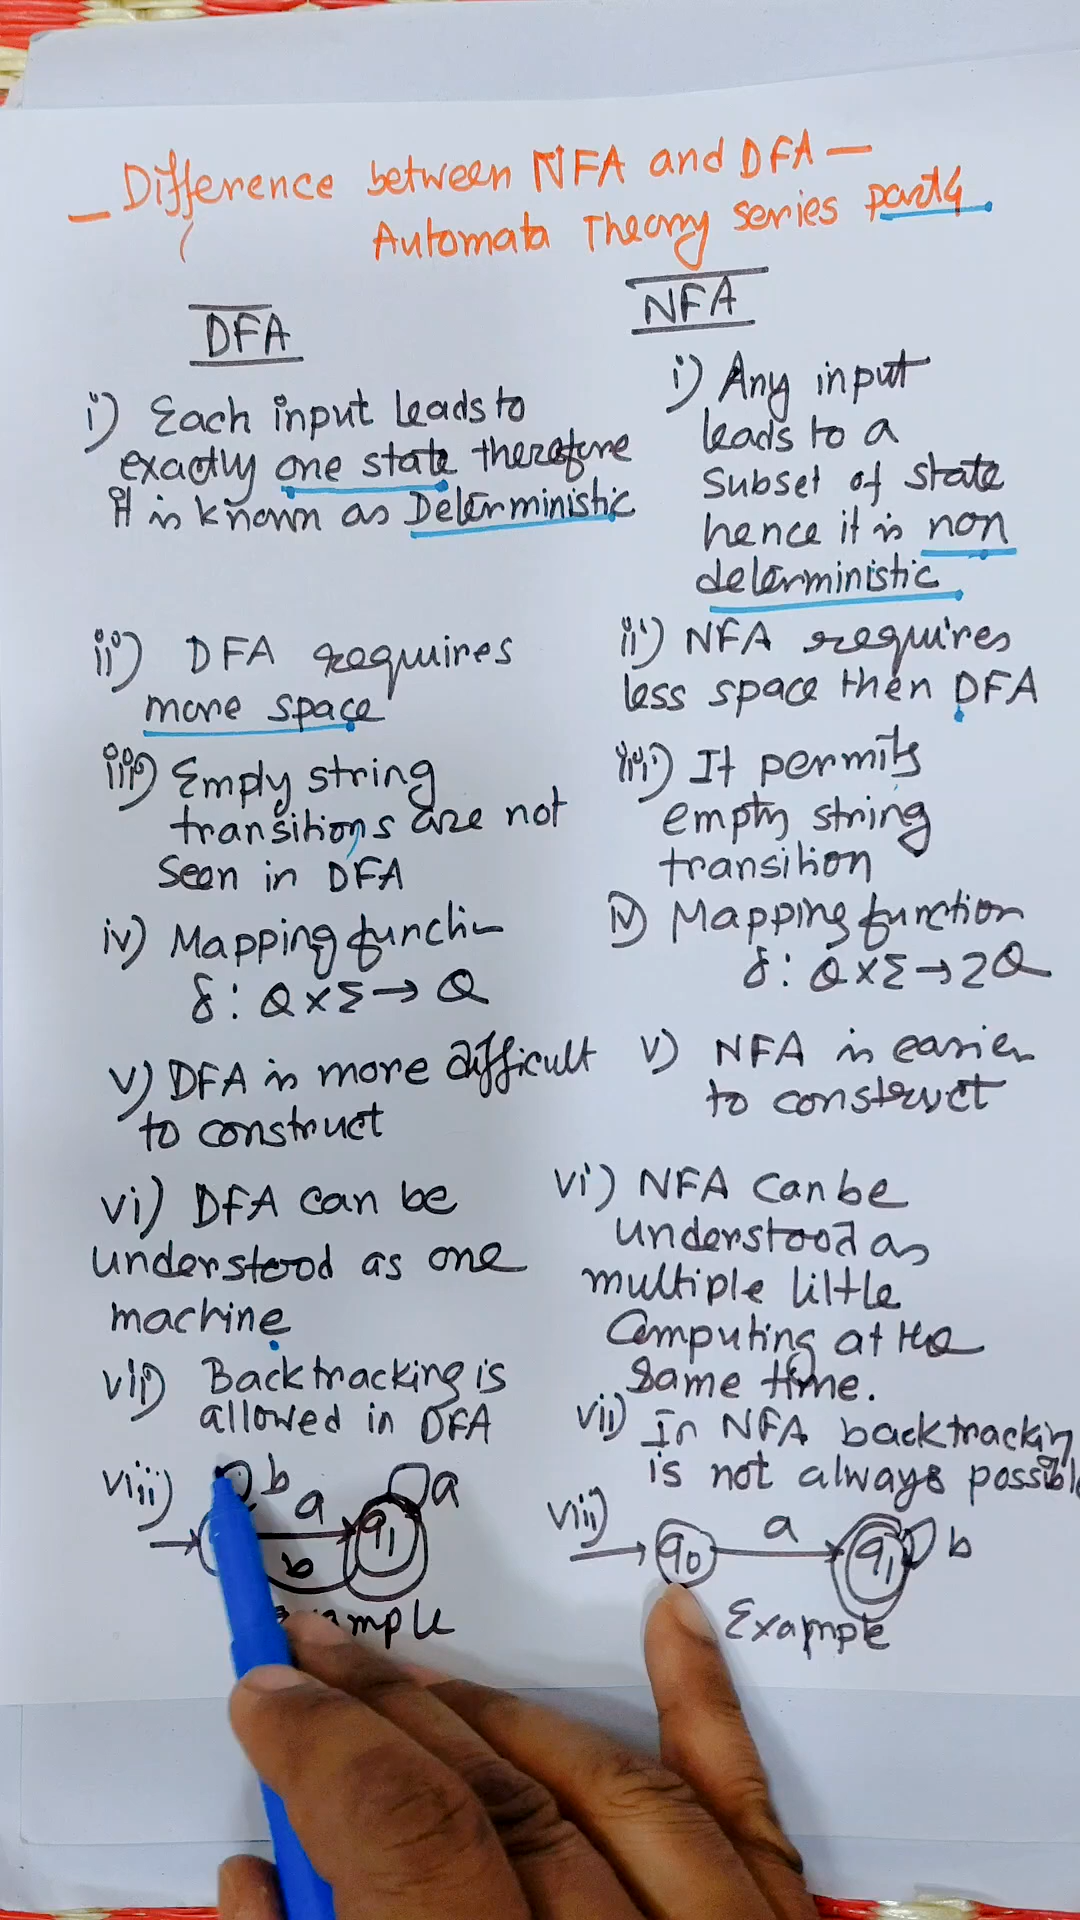 Difference between NFA and DFA
Automata Theory series part 4
DFA
i) Each input leads to
exactly one state therefore
it is known as Deterministic
ii) DFA requires
more space
iii) Empty string
transitions are not
seen in DFA
iv) Mapping functin
δ : Q x Σ → Q
v) DFA is more difficult
to construct
vi) DFA can be
understood as one
machine
vii) Backtracking is
allowed in DFA
viii)
b
a
a
q1
b
NFA
i) Any input
leads to a
subset of state
hence it is non
deterministic
ii) NFA requires
less space then DFA
iii) It permits
empty string
transition
iv) Mapping function
δ : Q x Σ → 2Q
v) NFA is easier
to construct
vi) NFA can be
understood as
multiple little
Computing at the
same time.
vii) In NFA backtrackin
is not always possibl
viii)
q0
a
q1
b
Example